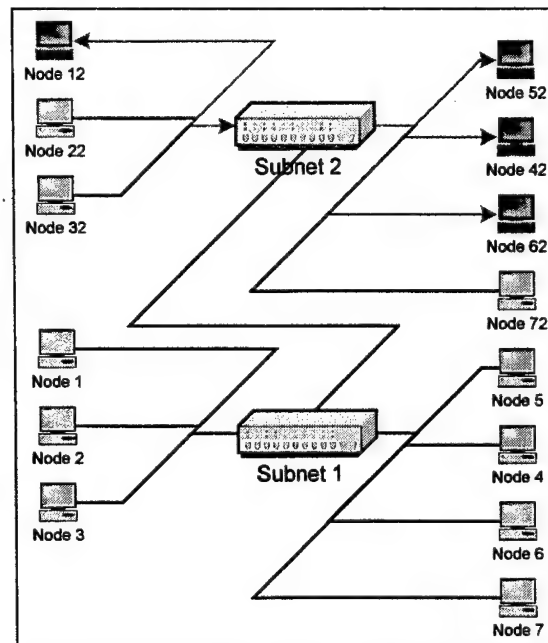 Node 12
Node 22
Node 32
Subnet 2
Node 52
Node 42
Node 62
Node 72
Node 1
Node 2
Node 3
Subnet 1
Node 5
Node 4
Node 6
Node 7